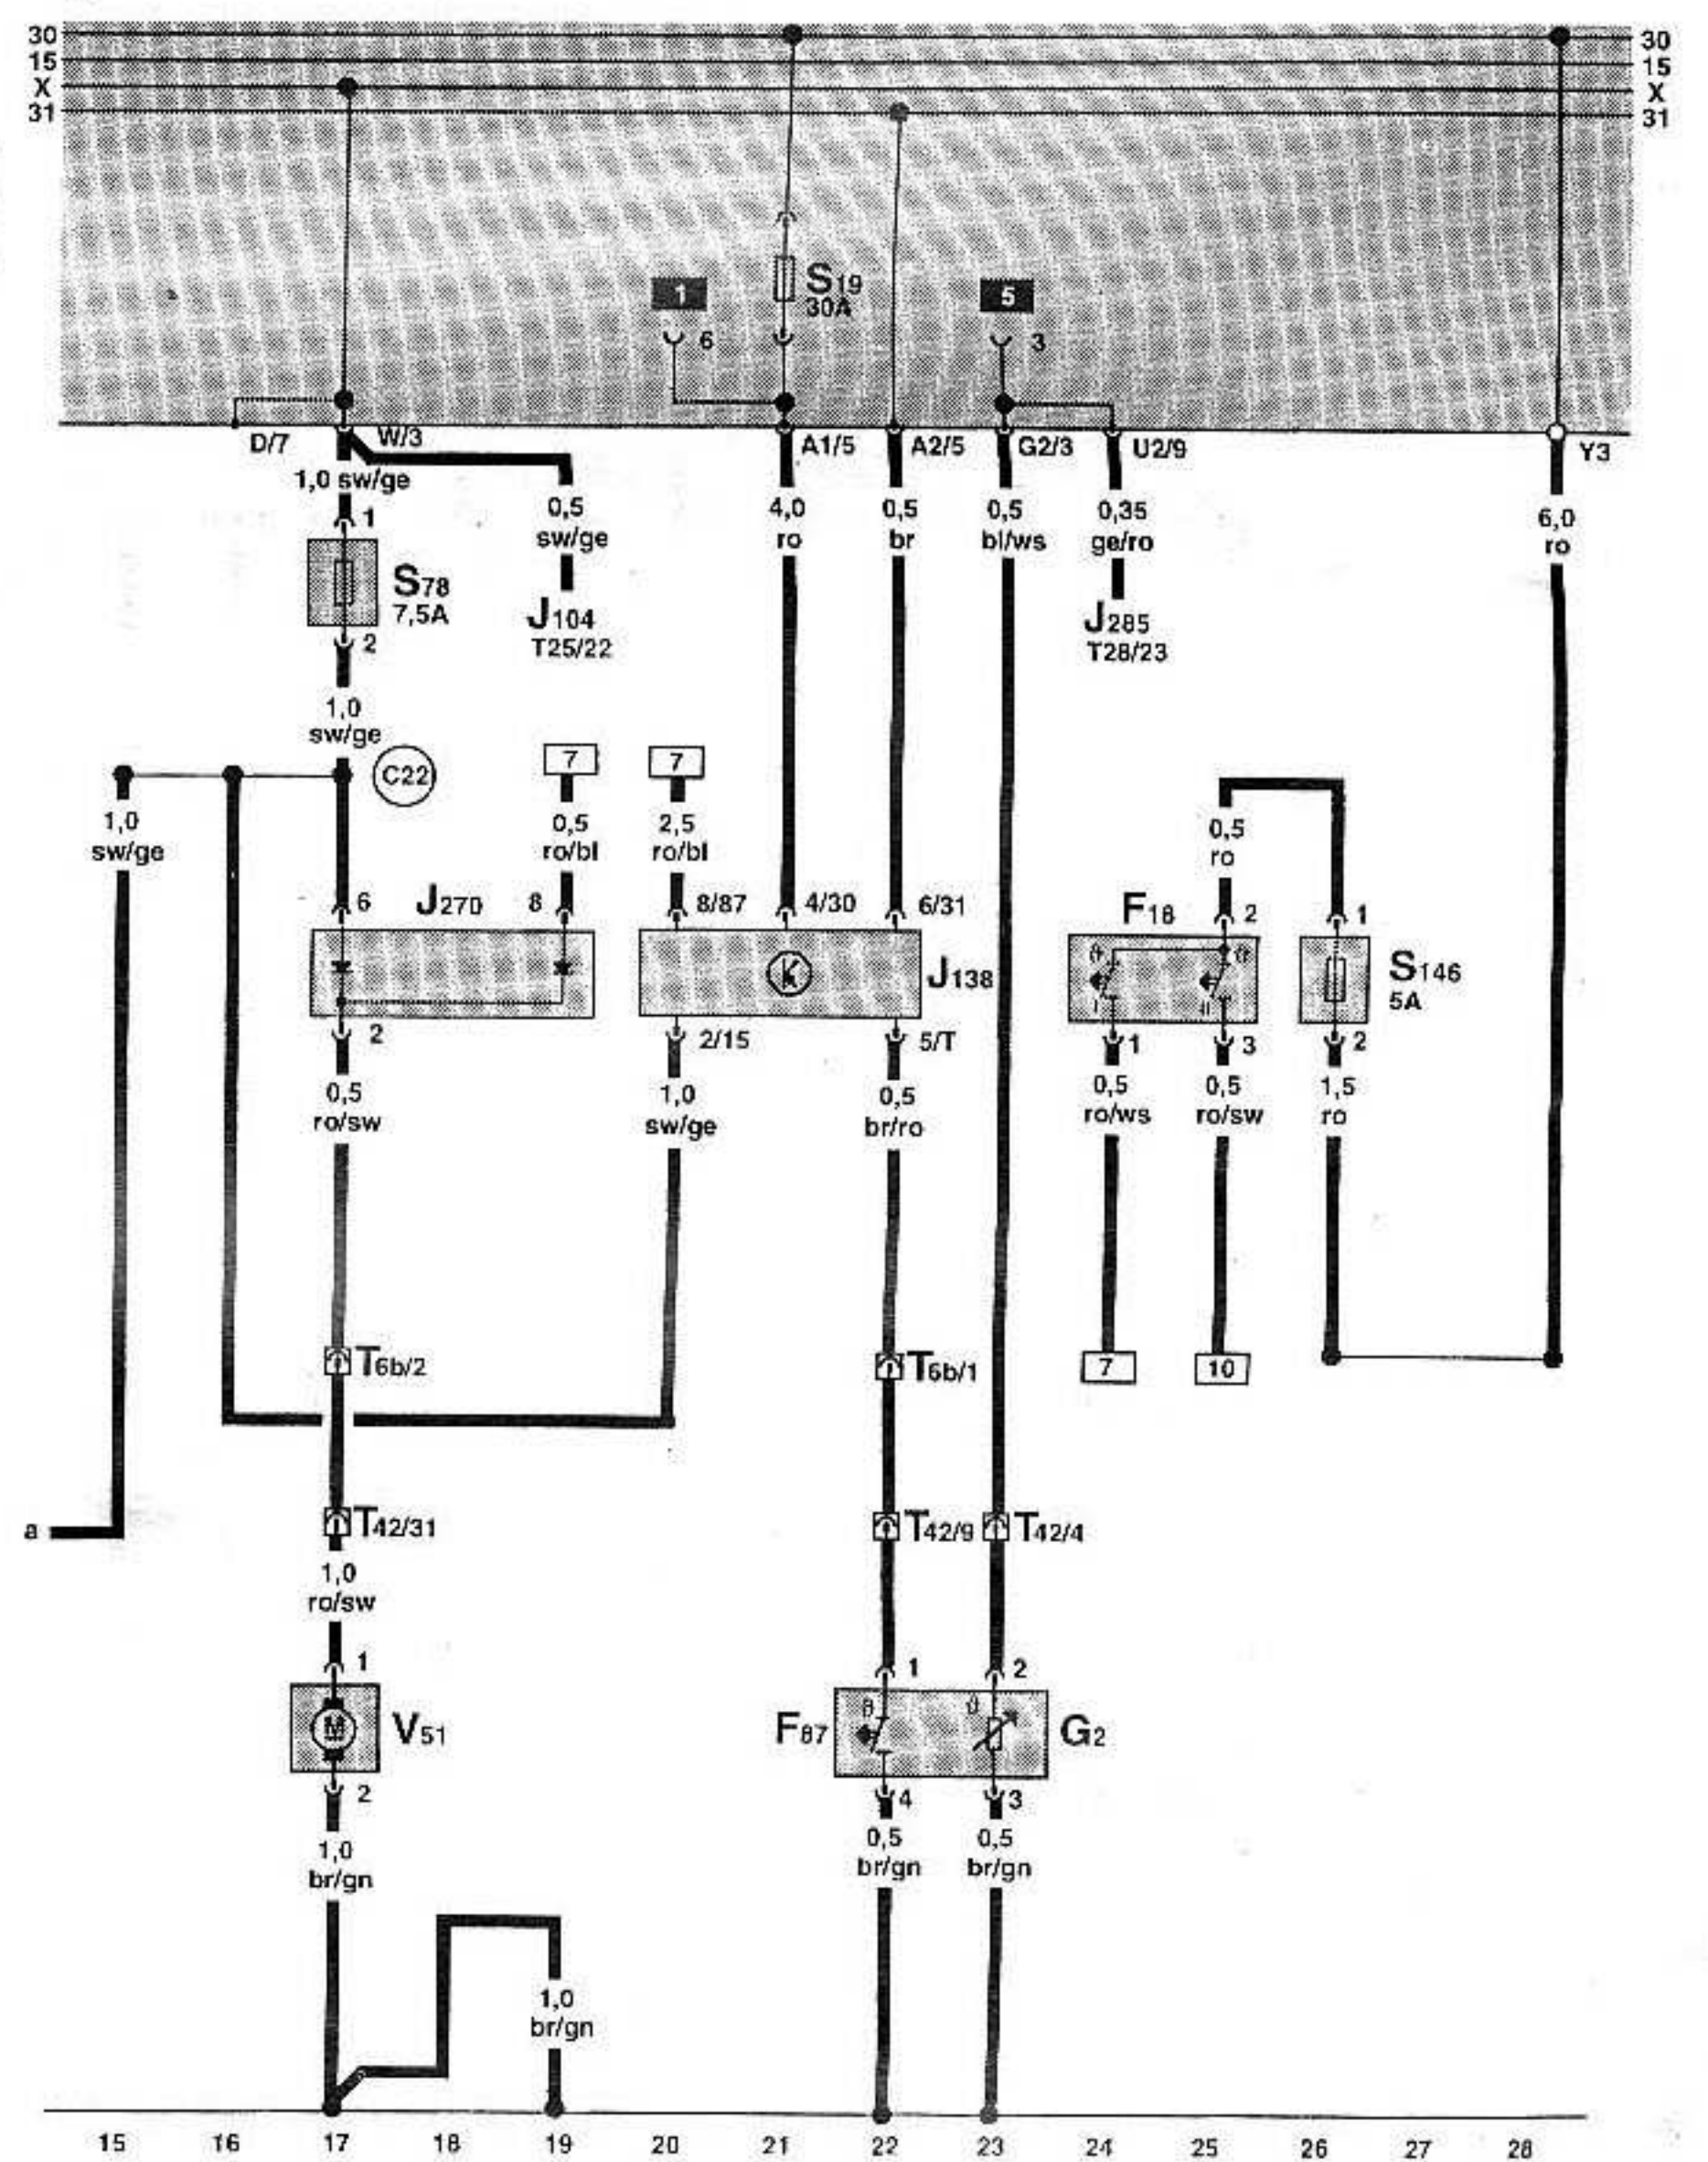 30 30
15 15
X X
31 31
1 S19 5
30A
6 3
D/7 W/3 A1/5 A2/5 G2/3 U2/9 Y3
1,0 sw/ge 0,5 4,0 0,5 0,5 0,35 6,0
sw/ge ro br bl/ws ge/ro ro
1
S78
7,5A
J104 J285
T25/22 T28/23
2
1,0
sw/ge
C22 7 7
1,0 0,5 2,5 0,5
sw/ge ro/bl ro/bl ro
6 J270 8 8/87 4/30 6/31 F18 2 1
J138 S146
5A
2 2/15 5/T 1 3 2
0,5 1,0 0,5 0,5 0,5 1,5
ro/sw sw/ge br/ro ro/ws ro/sw ro
T6b/2 T6b/1 7 10
a T42/31 T42/9 T42/4
1,0
ro/sw
1 1 2
M V51 F87 G2
2 4 3
1,0 0,5 0,5
br/gn br/gn br/gn
1,0
br/gn
15 16 17 18 19 20 21 22 23 24 25 26 27 28